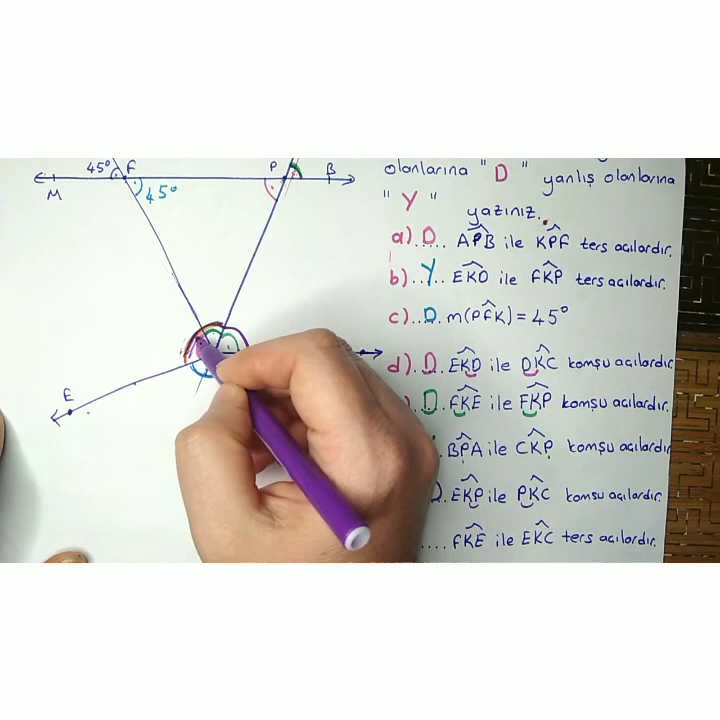 45° F P B
M 45°
E
olanlarına "D" yanlış olanlarına
"Y" yazınız.
a)..D.. APB ile KPF ters açılardır.
b)..Y.. EKD ile FKP ters açılardır.
c)..D. m(PFK)=45°
d)..D. EKD ile DKC komşu açılardır.
)..D. FKE ile FKP komşu açılardır.
. BPA ile CKP komşu açılardır
. EKP ile PKC komşu açılardır.
.... FKE ile EKC ters açılardır.